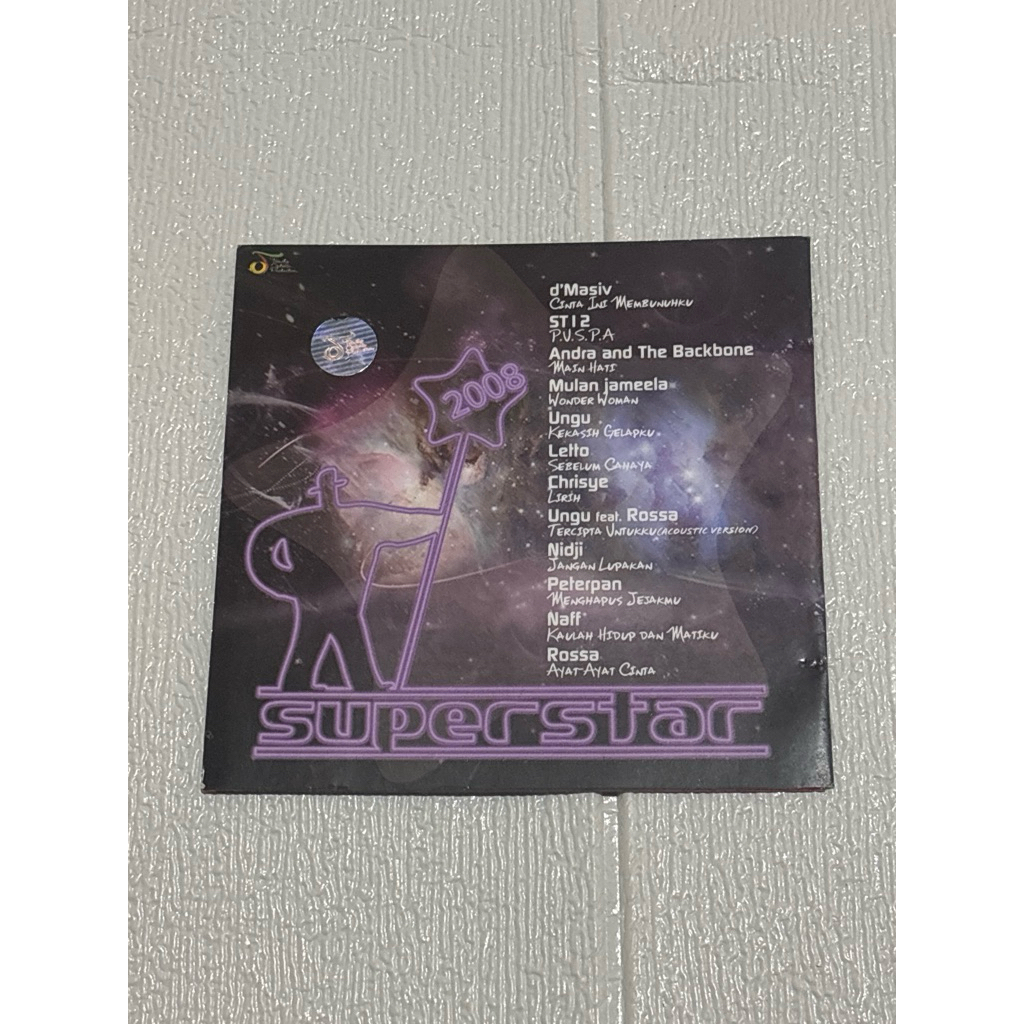 d'Masiv
Cinta Ini Membunuhku
ST12
P.U.S.P.A
Andra and The Backbone
Main Hati
Mulan jameela
Wonder Woman
Ungu
Kekasih Gelapku
Letto
Sebelum Cahaya
Chrisye
Lirih
Ungu feat. Rossa
Tercipta Untukku (Acoustic Version)
Nidji
Jangan Lupakan
Peterpan
Menghapus Jejakmu
Naff
Kaulah Hidup dan Matiku
Rossa
Ayat-Ayat Cinta
2008
superstar